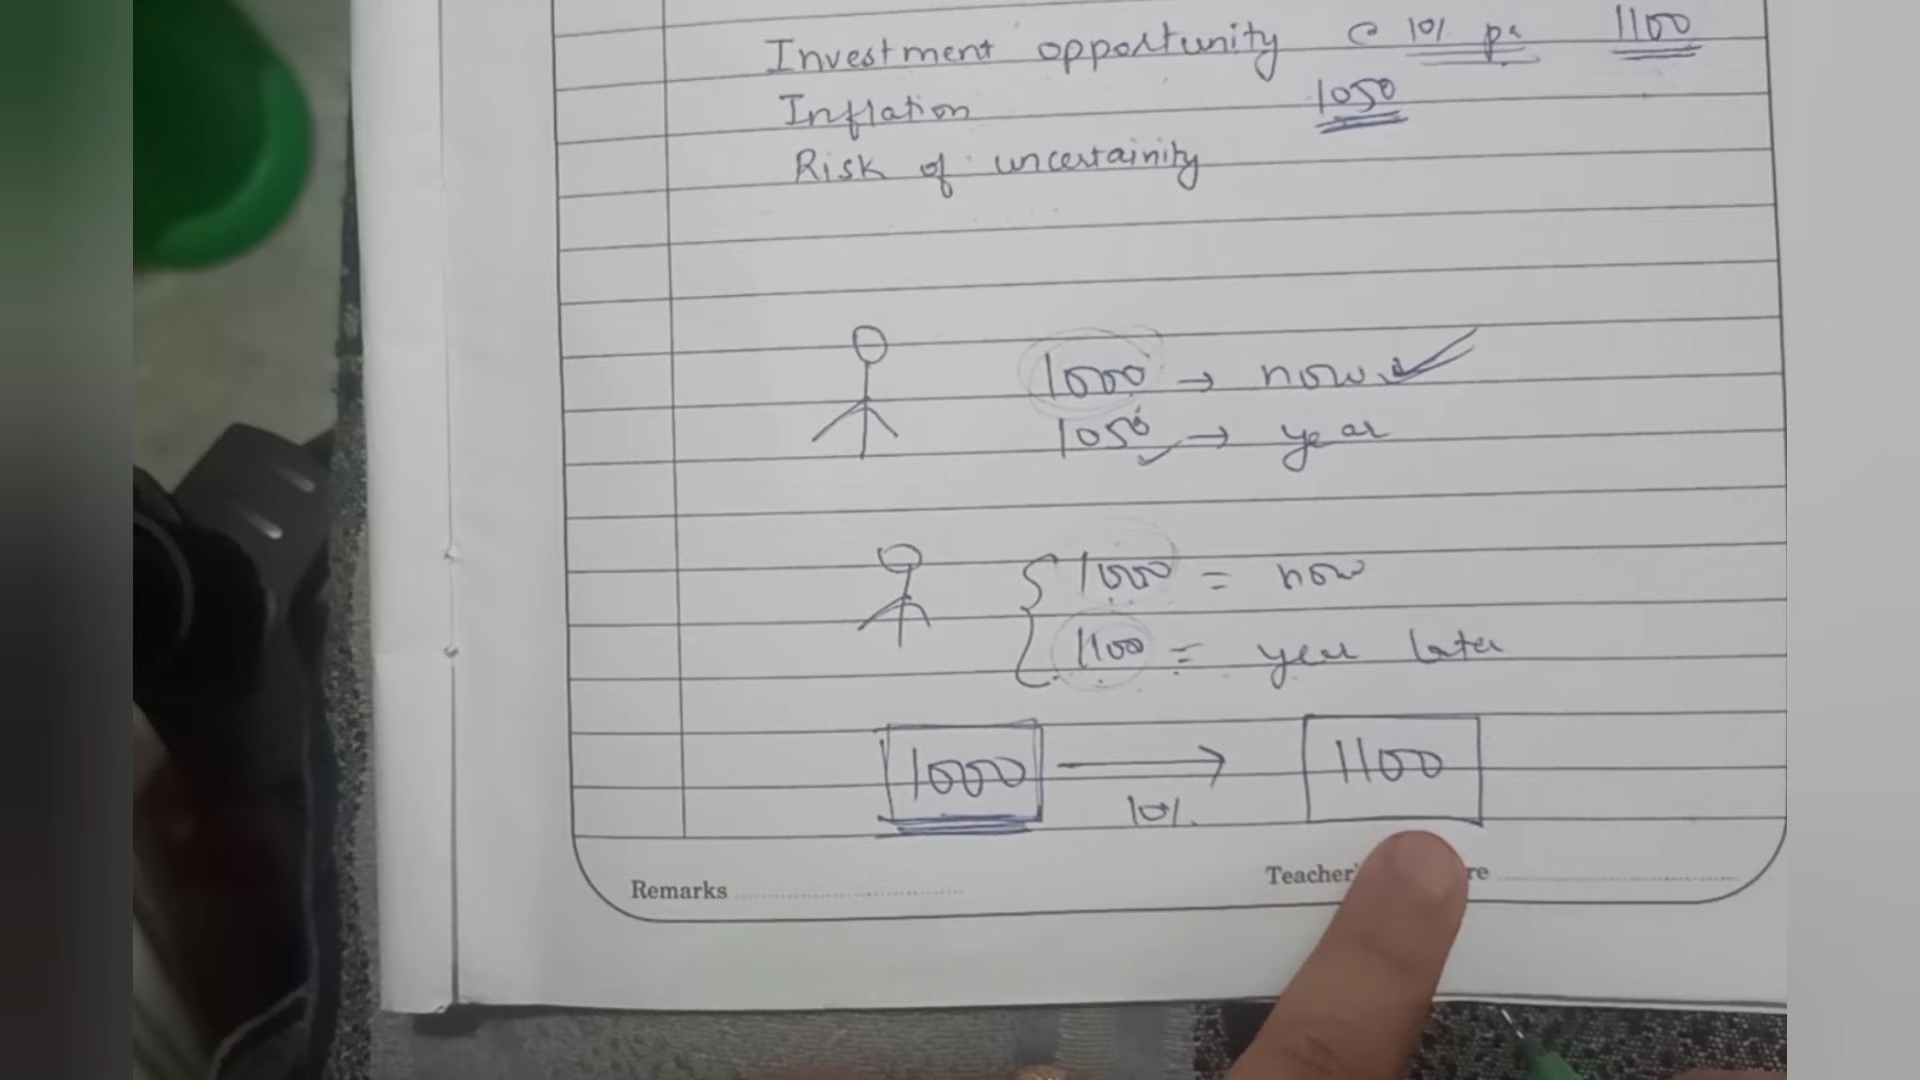 Investment opportunity @ 10% pa 1100
Inflation 1050
Risk of uncertainity
1000 → now ✓
1050 → year
1000 = now
1100 = year later
1000 → 1100
10%
Remarks
Teacher re